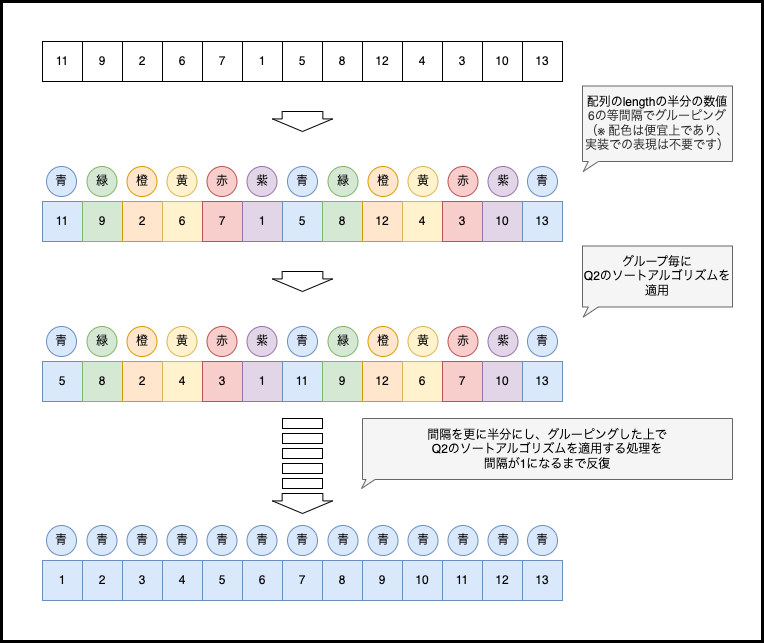 11 9 2 6 7 1 5 8 12 4 3 10 13
配列のlengthの半分の数値
6の等間隔でグルーピング
（※ 配色は便宜上であり、
実装での表現は不要です）
青 緑 橙 黄 赤 紫 青 緑 橙 黄 赤 紫 青
11 9 2 6 7 1 5 8 12 4 3 10 13
グループ毎に
Q2のソートアルゴリズムを
適用
青 緑 橙 黄 赤 紫 青 緑 橙 黄 赤 紫 青
5 8 2 4 3 1 11 9 12 6 7 10 13
間隔を更に半分にし、グルーピングした上で
Q2のソートアルゴリズムを適用する処理を
間隔が1になるまで反復
青 青 青 青 青 青 青 青 青 青 青 青 青
1 2 3 4 5 6 7 8 9 10 11 12 13